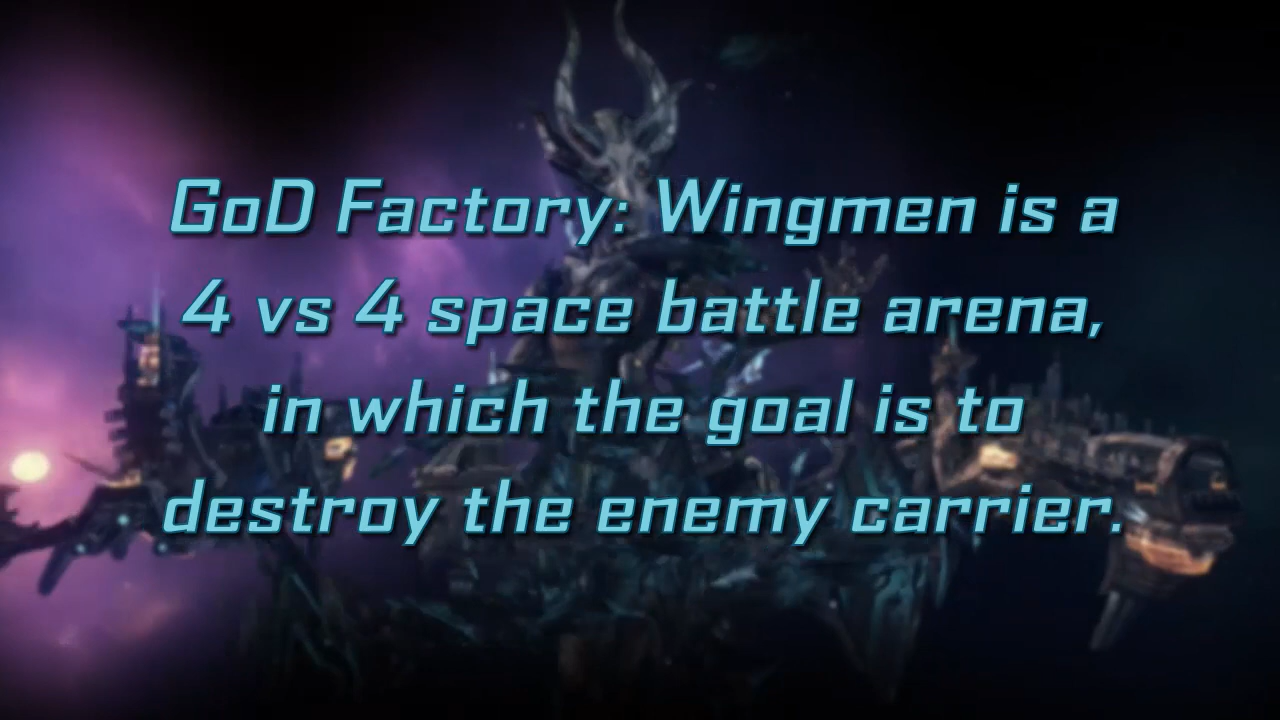 GoD Factory: Wingmen is a
4 vs 4 space battle arena,
in which the goal is to
destroy the enemy carrier.